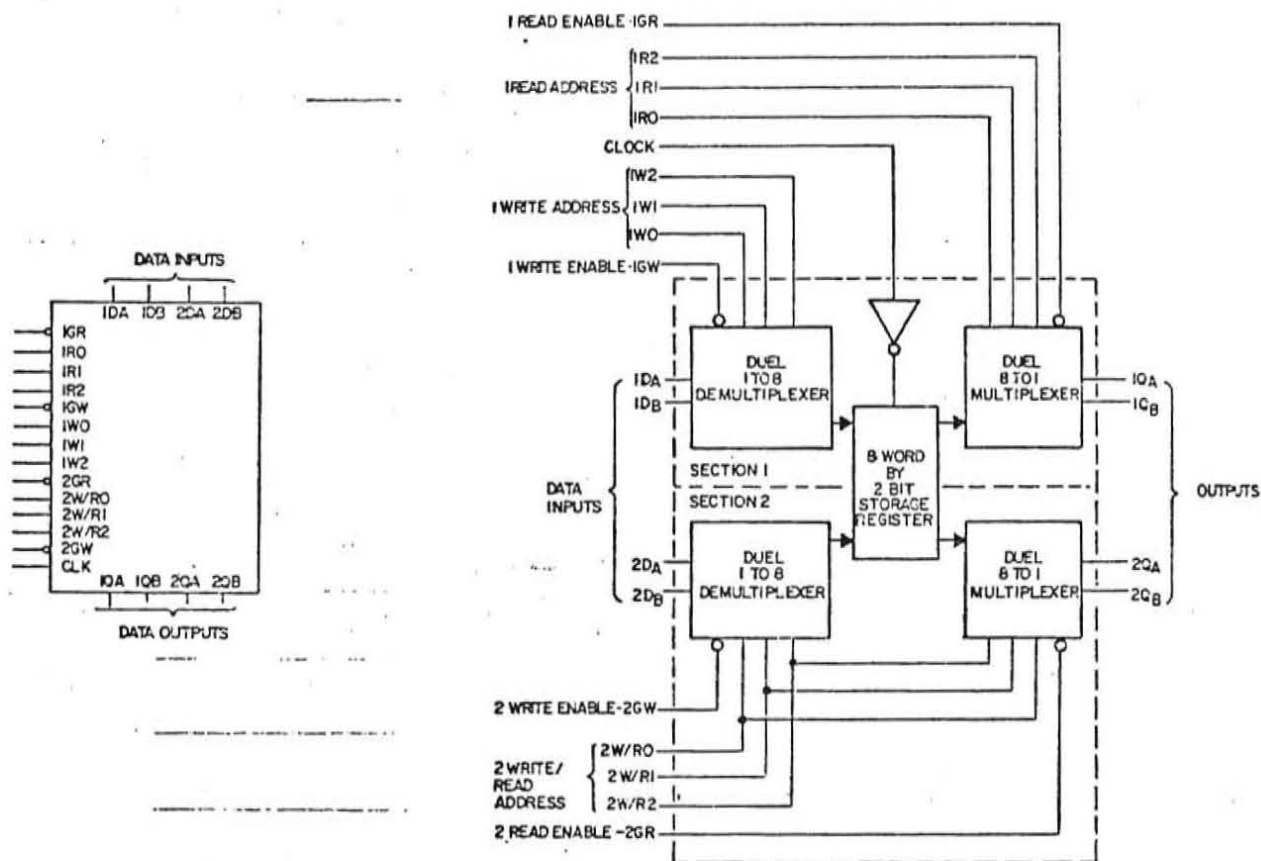 DATA INPUTS
1DA 1DB 2DA 2DB
1GR
1R0
1R1
1R2
1GW
1W0
1W1
1W2
2GR
2W/R0
2W/R1
2W/R2
2GW
CLK
1QA 1QB 2QA 2QB
DATA OUTPUTS
1 READ ENABLE-1GR
1 READ ADDRESS
1R2
1R1
1R0
CLOCK
1 WRITE ADDRESS
1W2
1W1
1W0
1 WRITE ENABLE-1GW
DATA
INPUTS
1DA
1DB
DUEL
1 TO 8
DEMULTIPLEXER
DUEL
8 TO 1
MULTIPLEXER
1QA
1QB
SECTION 1
SECTION 2
8 WORD
BY
2 BIT
STORAGE
REGISTER
OUTPUTS
2DA
2DB
DUEL
1 TO 8
DEMULTIPLEXER
DUEL
8 TO 1
MULTIPLEXER
2QA
2QB
2 WRITE ENABLE-2GW
2 WRITE/
READ
ADDRESS
2W/R0
2W/R1
2W/R2
2 READ ENABLE-2GR